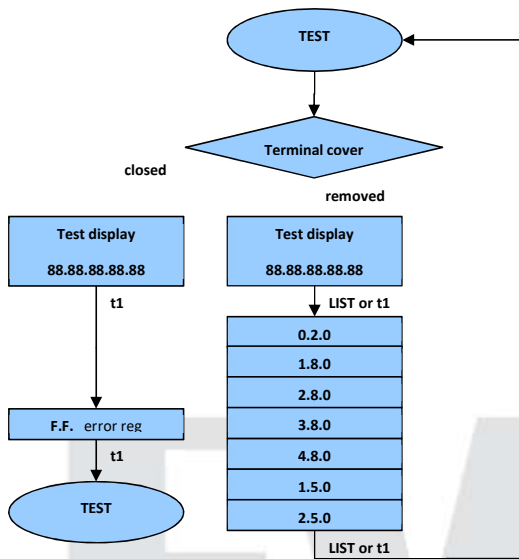 TEST
Terminal cover
closed
removed
Test display
88.88.88.88.88
t1
F.F. error reg
t1
TEST
Test display
88.88.88.88.88
LIST or t1
0.2.0
1.8.0
2.8.0
3.8.0
4.8.0
1.5.0
2.5.0
LIST or t1